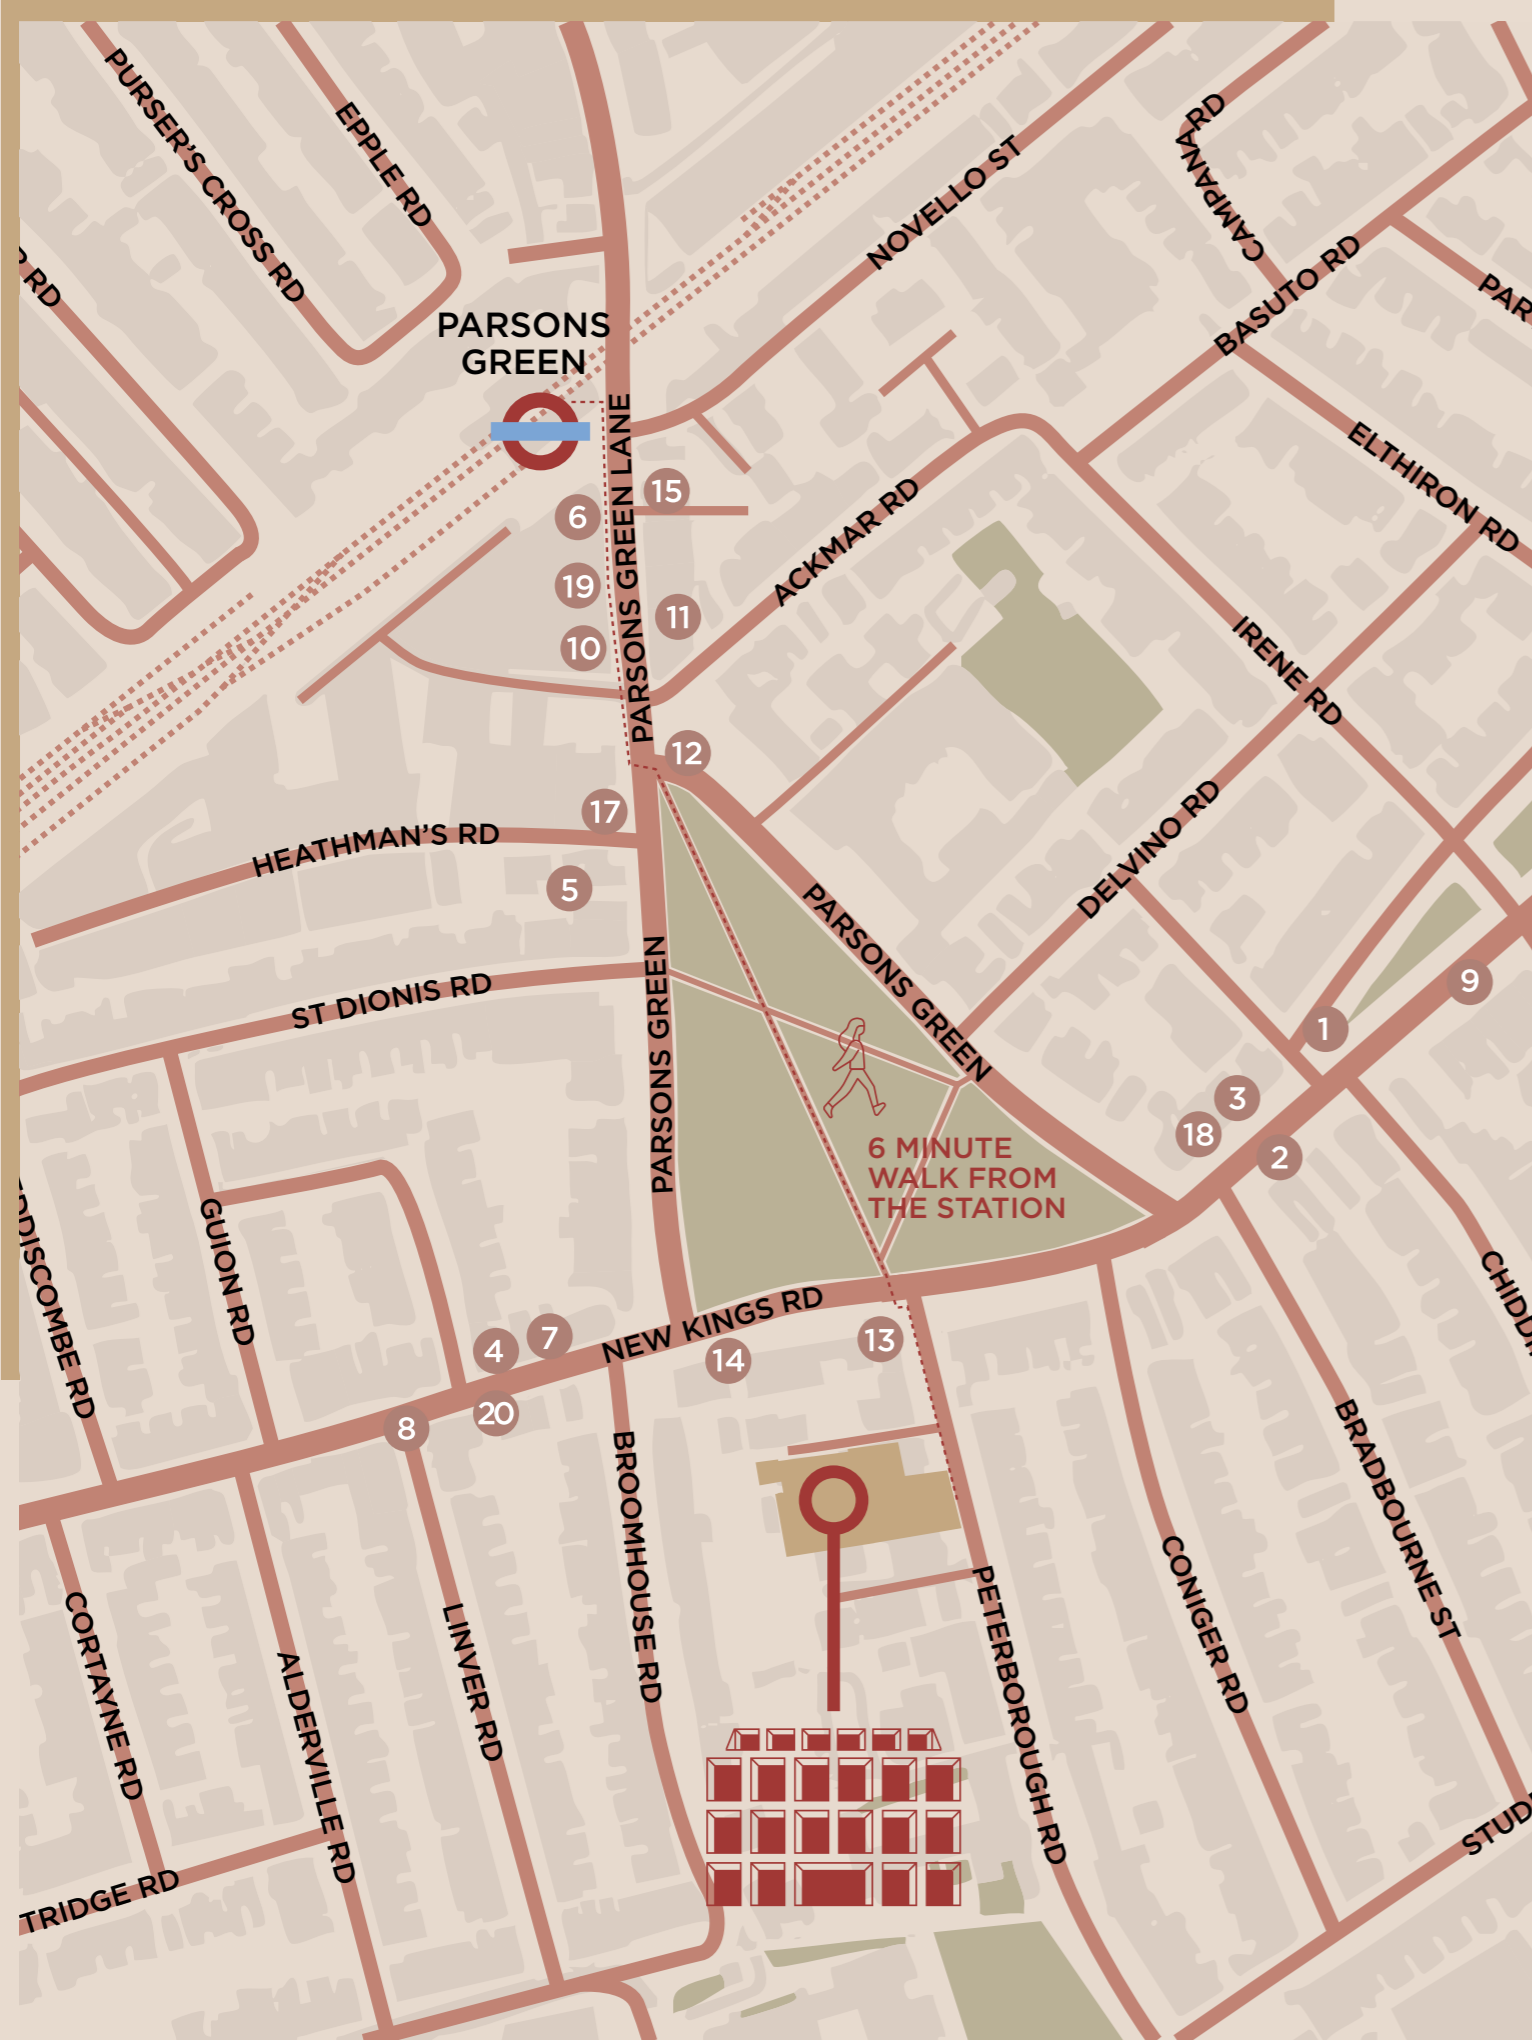 PURSER'S CROSS RD
EPPLE RD
RD
NOVELLO ST
CAMPANA RD
BASUTO RD
PAR
PARSONS
GREEN
PARSONS GREEN LANE
15
6
19
11
10
ACKMAR RD
ELTHIRON RD
IRENE RD
12
17
HEATHMAN'S RD
5
DELVINO RD
PARSONS GREEN
PARSONS GREEN
ST DIONIS RD
9
1
3
18
2
6 MINUTE
WALK FROM
THE STATION
DISCOMBE RD
GUION RD
CHIDDI
NEW KINGS RD
4
7
14
13
20
8
BROOMHOUSE RD
BRADBOURNE ST
CONIGER RD
PETERBOROUGH RD
CORTAYNE RD
ALDERVILLE RD
LINVER RD
TRIDGE RD
STUD